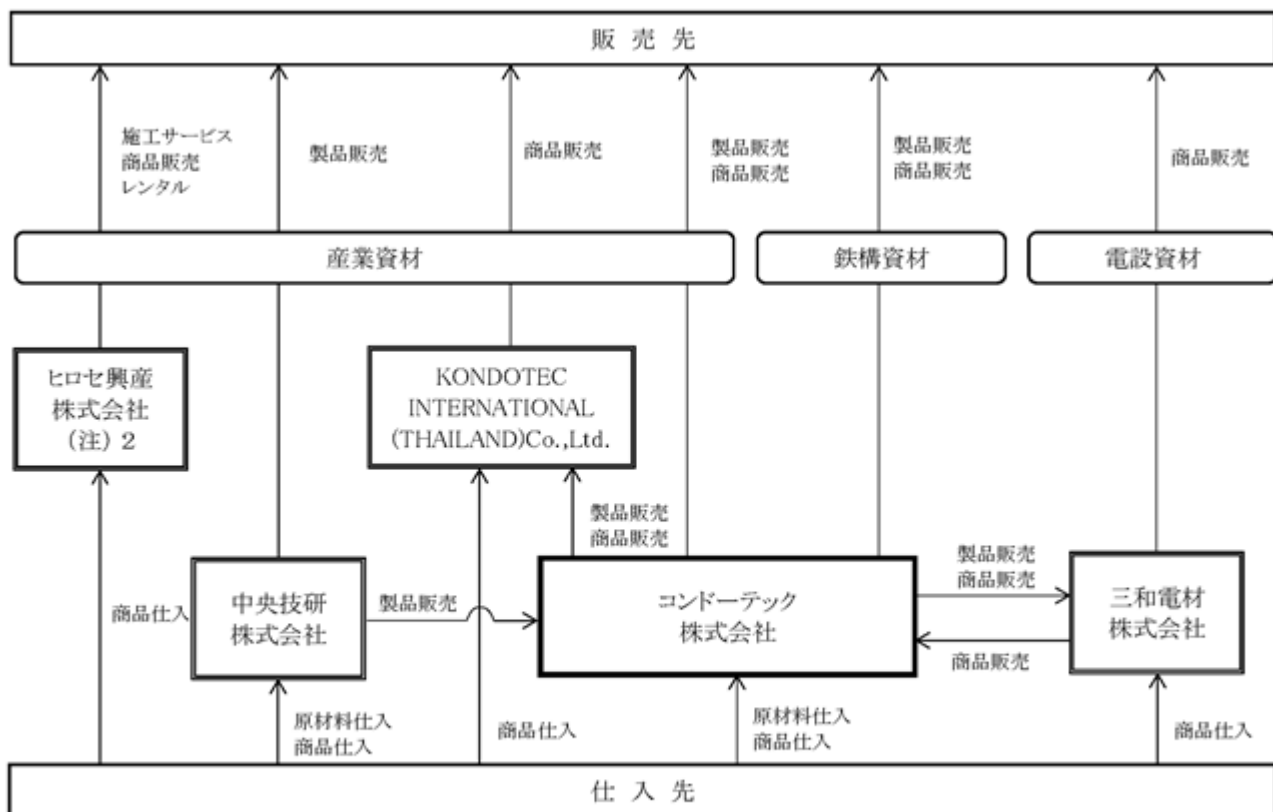 販 売 先
施工サービス
商品販売
レンタル
製品販売
商品販売
製品販売
商品販売
製品販売
商品販売
商品販売
産業資材
鉄構資材
電設資材
ヒロセ興産
株式会社
(注) 2
KONDOTEC
INTERNATIONAL
(THAILAND)Co.,Ltd.
製品販売
商品販売
商品仕入
中央技研
株式会社
製品販売
コンドーテック
株式会社
製品販売
商品販売
商品販売
三和電材
株式会社
原材料仕入
商品仕入
商品仕入
原材料仕入
商品仕入
商品仕入
仕 入 先